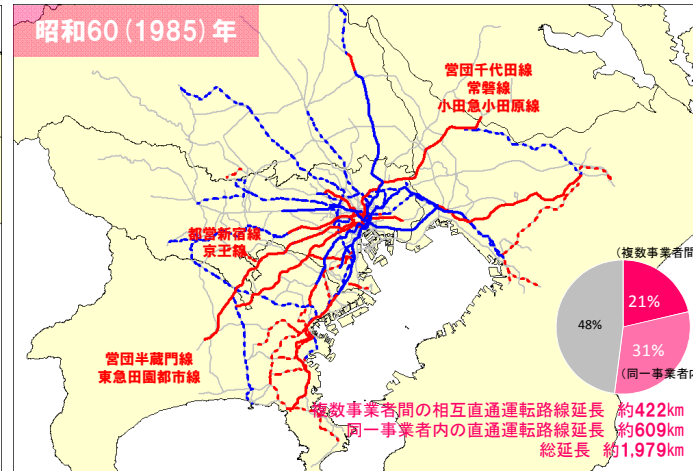 昭和60(1985)年
営団千代田線
常磐線
小田急小田原線
都営新宿線
京王線
営団半蔵門線
東急田園都市線
(複数事業者間
21%
48%
31%
(同一事業者内
複数事業者間の相互直通運転路線延長 約422km
同一事業者内の直通運転路線延長 約609km
総延長 約1,979km